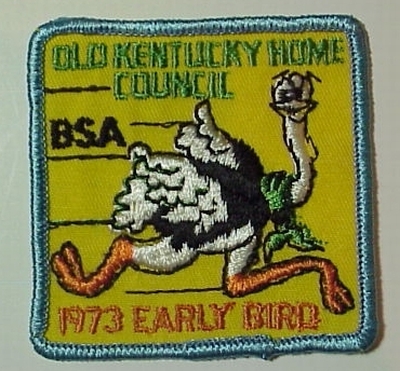 OLD KENTUCKY HOME
COUNCIL
BSA
1973 EARLY BIRD